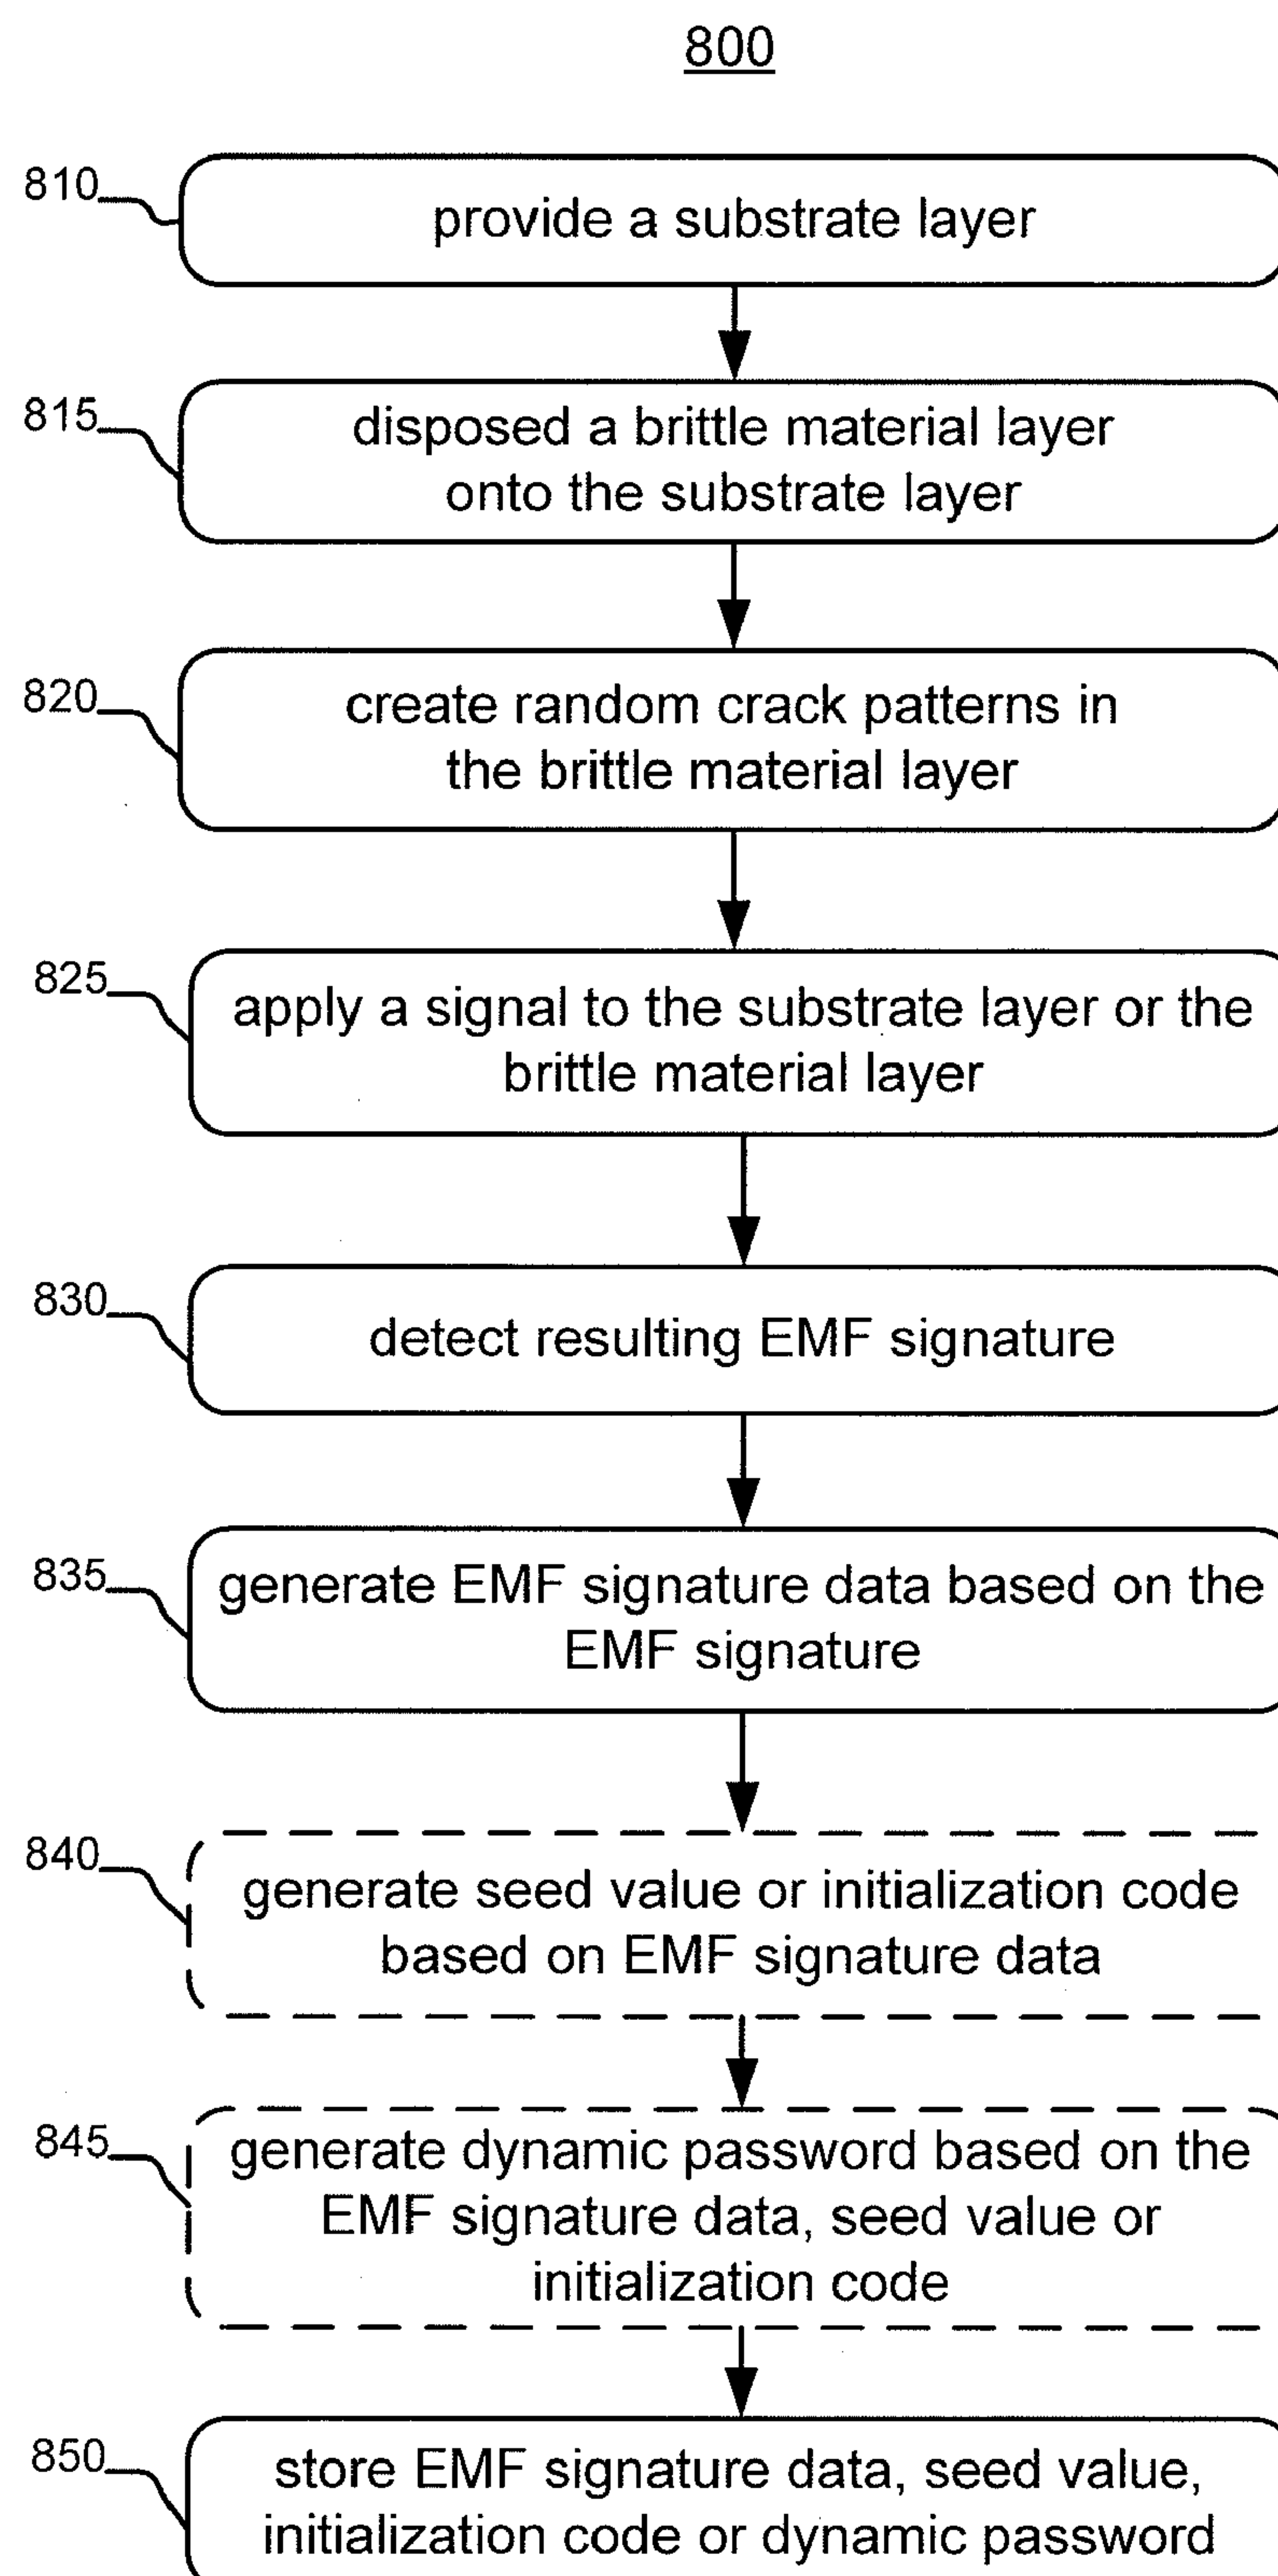 800
810
provide a substrate layer
815
disposed a brittle material layer
onto the substrate layer
820
create random crack patterns in
the brittle material layer
825
apply a signal to the substrate layer or the
brittle material layer
830
detect resulting EMF signature
835
generate EMF signature data based on the
EMF signature
840
generate seed value or initialization code
based on EMF signature data
845
generate dynamic password based on the
EMF signature data, seed value or
initialization code
850
store EMF signature data, seed value,
initialization code or dynamic password